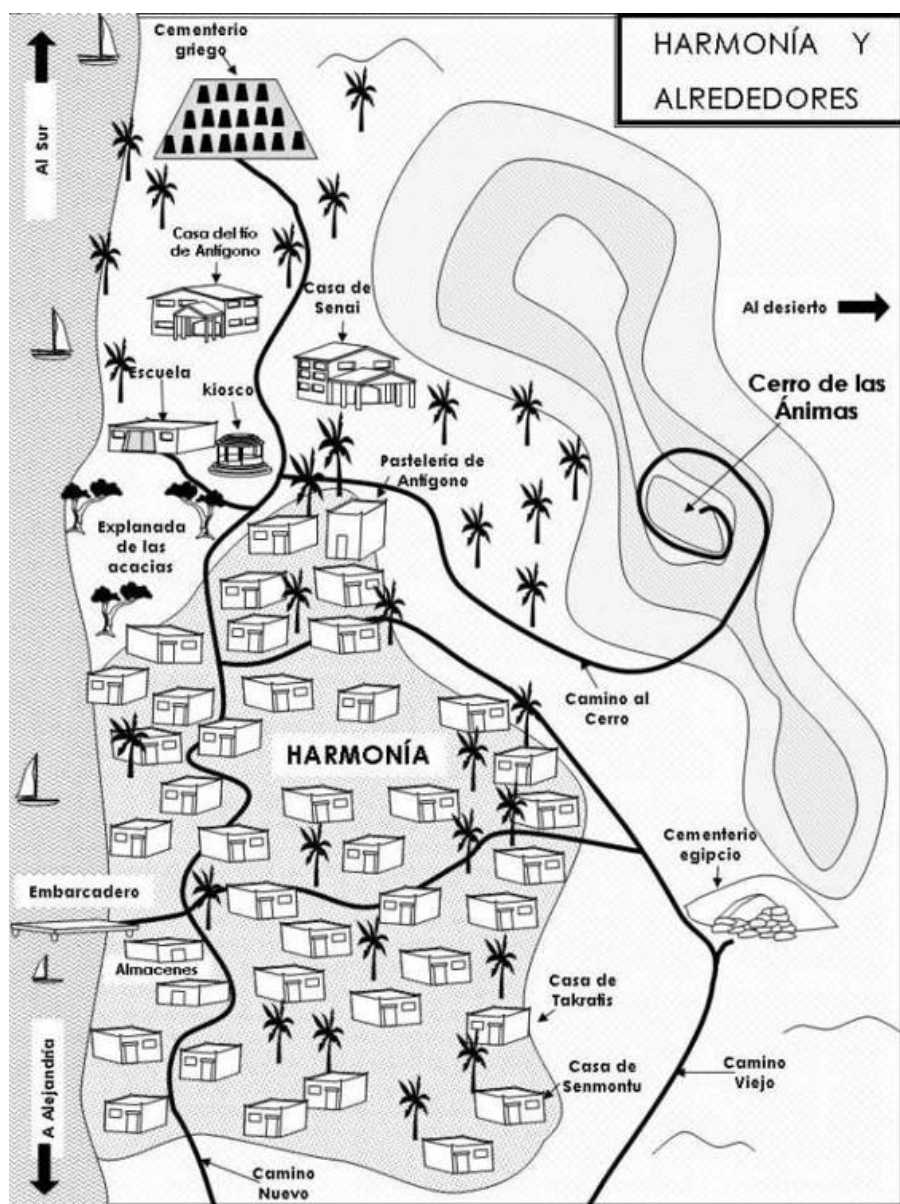 Cementerio
griego
HARMONÍA Y
ALREDEDORES
Al Sur
Casa del tío
de Antígono
Casa de
Senai
Al desierto
Escuela
kiosco
Cerro de las
Ánimas
Pastelería de
Antígono
Explanada
de las
acacias
Camino al
Cerro
HARMONÍA
Cementerio
egipcio
Embarcadero
Almacenes
Casa de
Takratis
Casa de
Senmontu
Camino
Viejo
A Alejandría
Camino
Nuevo